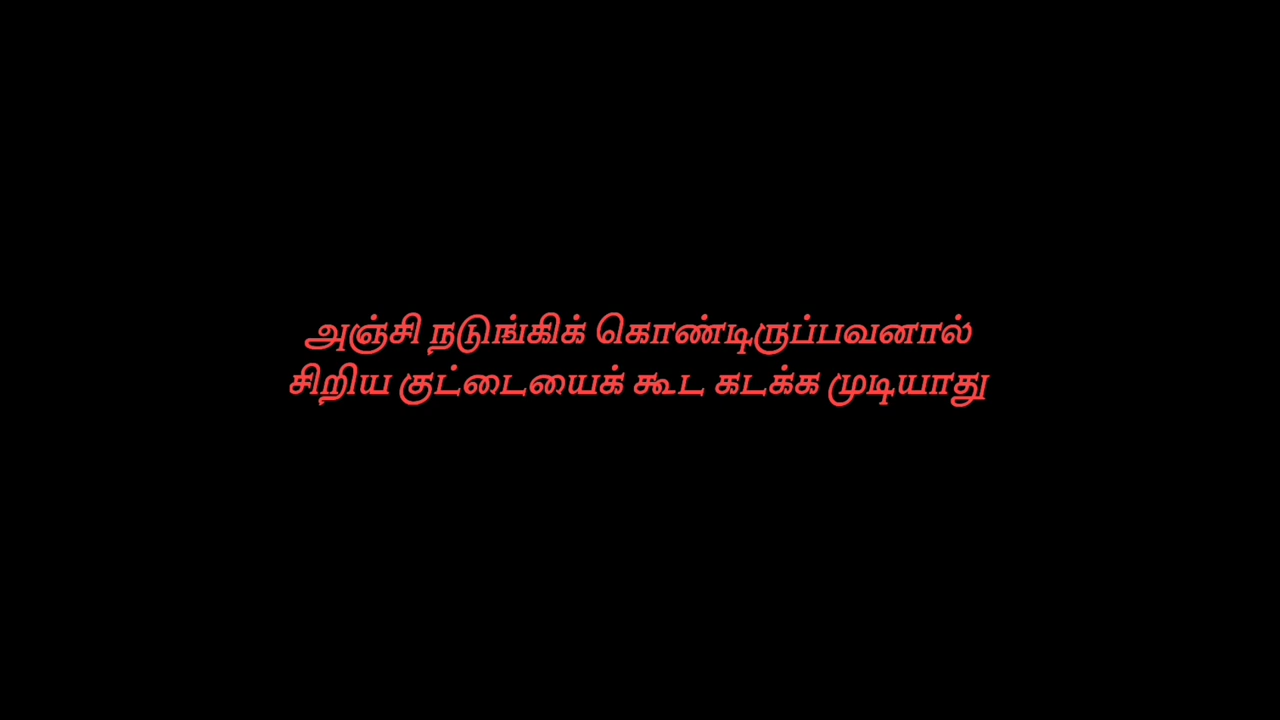 அஞ்சி நடுங்கிக் கொண்டிருப்பவனால்
சிறிய குட்டையைக் கூட கடக்க முடியாது